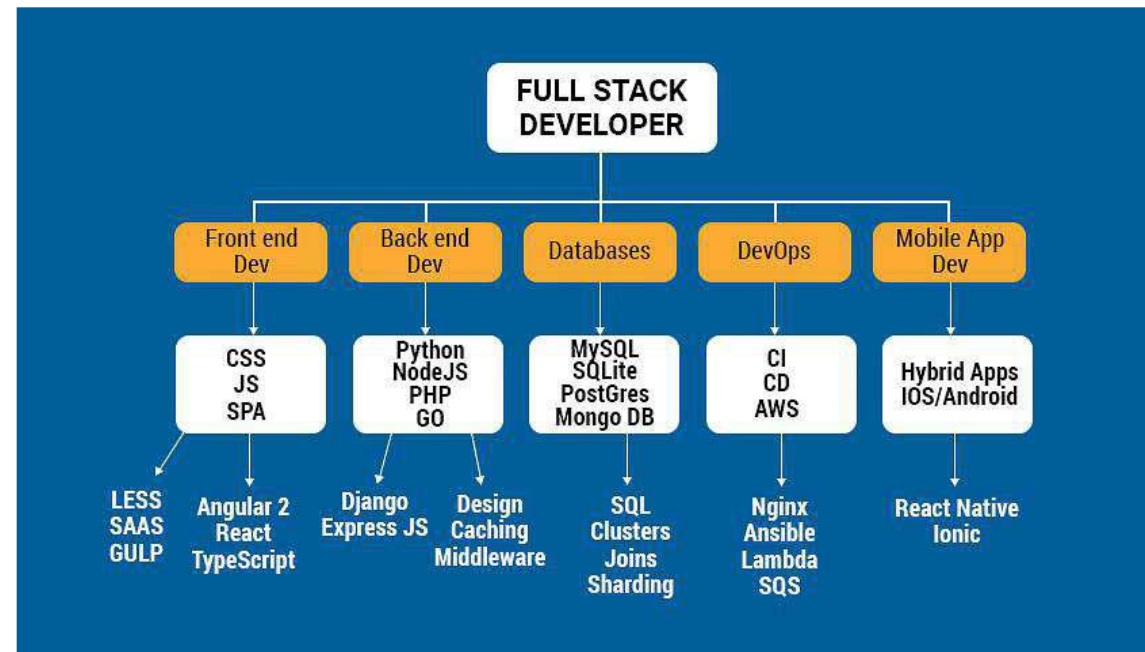 FULL STACK
DEVELOPER
Front end
Dev
Back end
Dev
Databases
DevOps
Mobile App
Dev
CSS
JS
SPA
Python
NodeJS
PHP
GO
MySQL
SQLite
PostGres
Mongo DB
CI
CD
AWS
Hybrid Apps
IOS/Android
LESS
SAAS
GULP
Angular 2
React
TypeScript
Django
Express JS
Design
Caching
Middleware
SQL
Clusters
Joins
Sharding
Nginx
Ansible
Lambda
SQS
React Native
Ionic